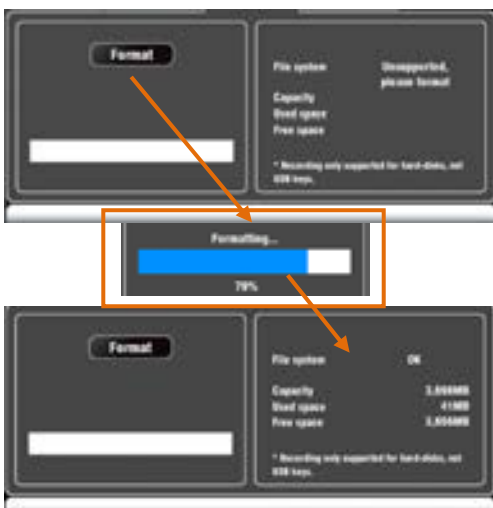 Format
File system Unsupported,
please format
Capacity
Used space
Free space
* Recording only supported for hard-disks, not
USB keys.
Formatting...
Format
File system OK
Capacity
Used space
Free space
* Recording only supported for hard-disks, not
USB keys.